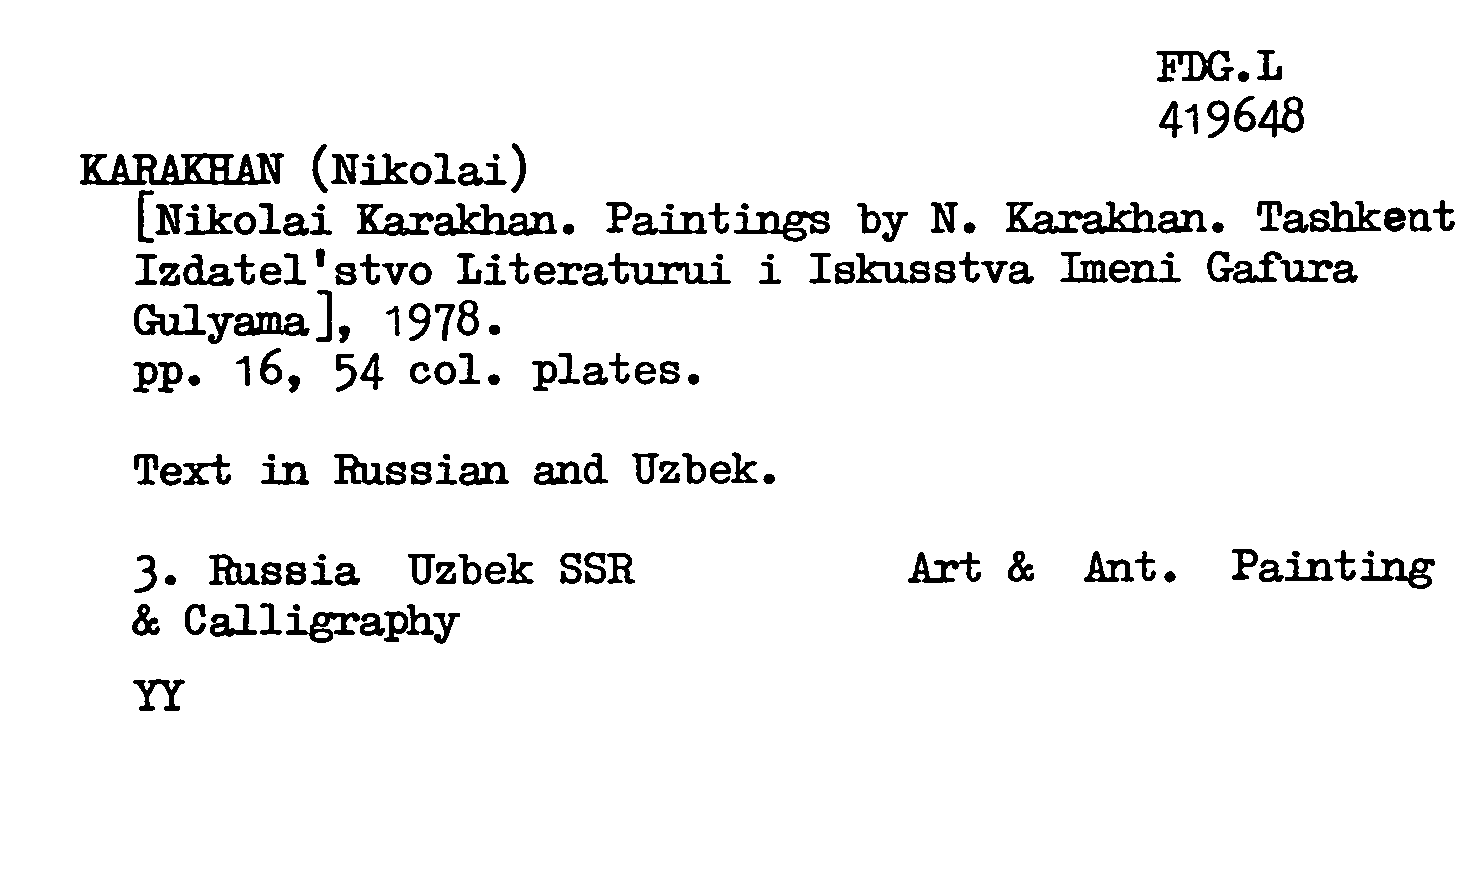 FDG.L
419648
KARAKHAN (Nikolai)
[Nikolai Karakhan. Paintings by N. Karakhan. Tashkent
Izdatel'stvo Literaturui i Iskusstva Imeni Gafura
Gulyama], 1978.
pp. 16, 54 col. plates.
Text in Russian and Uzbek.
3. Russia Uzbek SSR Art & Ant. Painting
& Calligraphy
YY